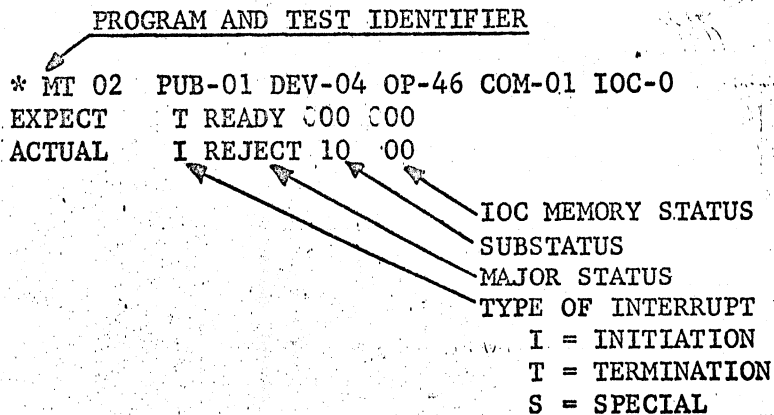 PROGRAM AND TEST IDENTIFIER
* MT 02 PUB-01 DEV-04 OP-46 COM-01 IOC-0
EXPECT T READY 000 000
ACTUAL I REJECT 10 00
IOC MEMORY STATUS
SUBSTATUS
MAJOR STATUS
TYPE OF INTERRUPT
I = INITIATION
T = TERMINATION
S = SPECIAL